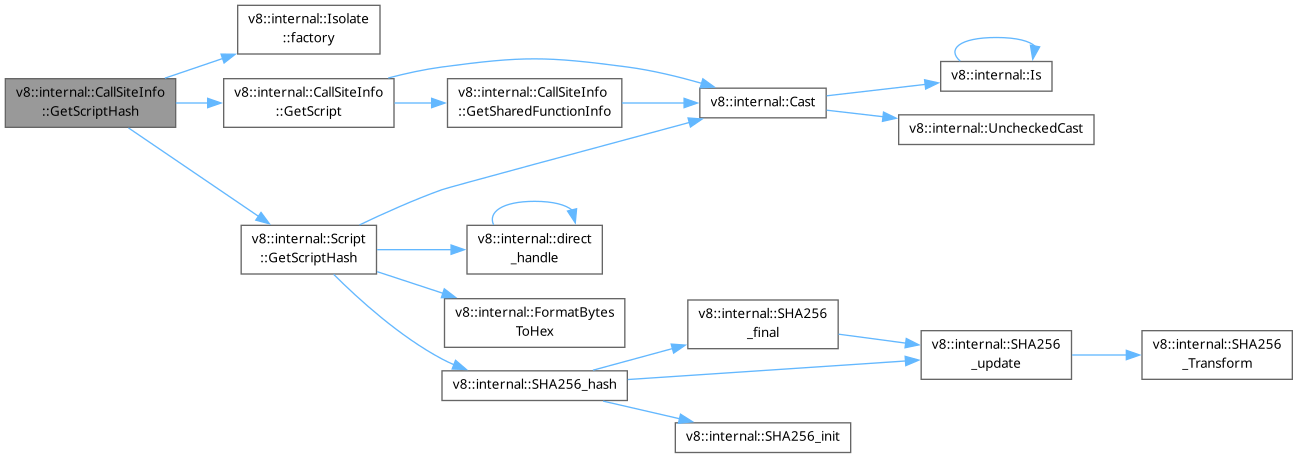 v8::internal::CallSiteInfo
::GetScriptHash
v8::internal::Isolate
::factory
v8::internal::CallSiteInfo
::GetScript
v8::internal::CallSiteInfo
::GetSharedFunctionInfo
v8::internal::Cast
v8::internal::Is
v8::internal::UncheckedCast
v8::internal::Script
::GetScriptHash
v8::internal::direct
_handle
v8::internal::FormatBytes
ToHex
v8::internal::SHA256_hash
v8::internal::SHA256
_final
v8::internal::SHA256
_update
v8::internal::SHA256
_Transform
v8::internal::SHA256_init